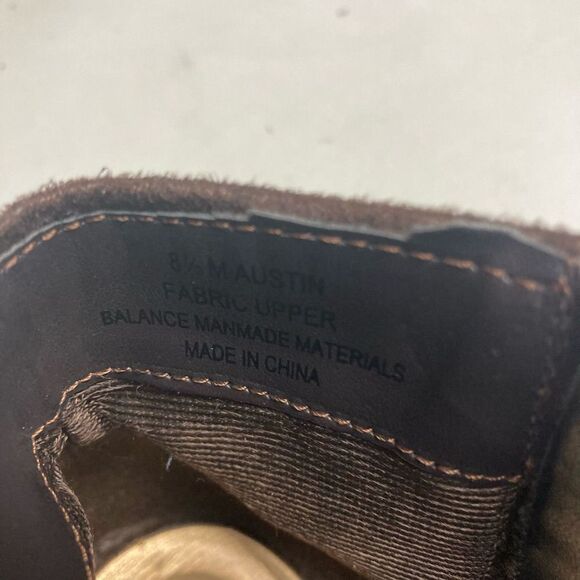 8½ M AUSTIN
FABRIC UPPER
BALANCE MANMADE MATERIALS
MADE IN CHINA